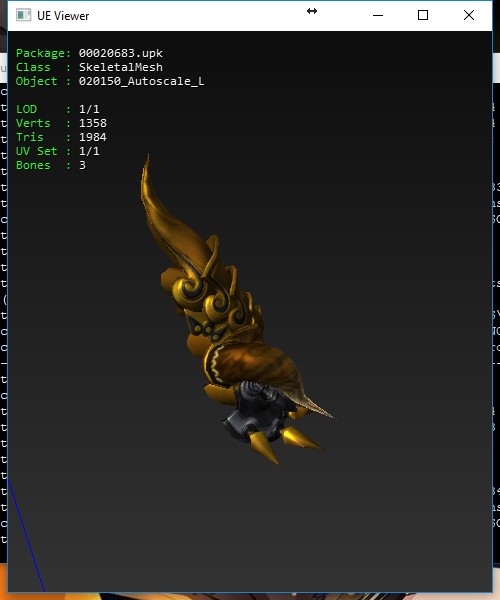 UE Viewer
Package: 00020683.upk
Class  : SkeletalMesh
Object : 020150_Autoscale_L
LOD    : 1/1
Verts  : 1358
Tris   : 1984
UV Set : 1/1
Bones  : 3